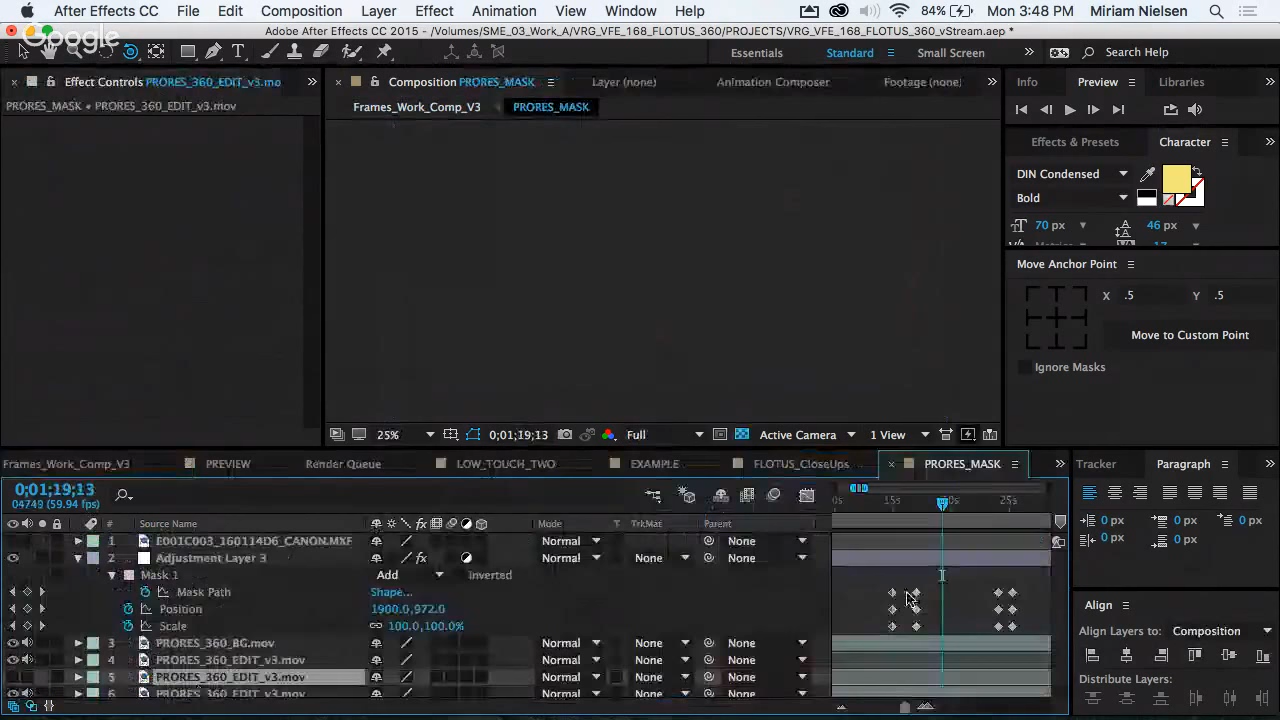 After Effects CC File Edit Composition Layer Effect Animation View Window Help 84% Mon 3:48 PM Miriam Nielsen
Google
Adobe After Effects CC 2015 - /Volumes/SME_03_Work_A/VRG_VFE_168_FLOTUS_360/PROJECTS/VRG_VFE_168_FLOTUS_360_vStream.aep *
T Essentials Standard Small Screen Search Help
Effect Controls PRORES_360_EDIT_v3.mo Composition PRORES_MASK Layer (none) Animation Composer Footage (none) Info Preview Libraries
PRORES_MASK • PRORES_360_EDIT_v3.mov
Frames_Work_Comp_V3 PRORES_MASK
Effects & Presets Character
DIN Condensed
Bold
70 px 46 px
Metrics 17
Move Anchor Point
X .5 Y .5
Move to Custom Point
Ignore Masks
25% 0;01;19;13 Full Active Camera 1 View
Frames_Work_Comp_V3 PREVIEW Render Queue LOW_TOUCH_TWO EXAMPLE FLOTUS_CloseUps PRORES_MASK Tracker Paragraph
0;01;19;13
04749 (59.94 fps)
0s 15s 20s 25s
# Source Name Mode T TrkMat Parent
1 E001C003_160114D6_CANON.MXF Normal None
2 Adjustment Layer 3 fx Normal None None
Mask 1 Add Inverted
Mask Path Shape...
Position 1900.0,972.0
Scale 100.0,100.0%
3 PRORES_360_BG.mov Normal None None
4 PRORES_360_EDIT_v3.mov Normal None None
5 PRORES_360_EDIT_v3.mov Normal None None
6 PRORES_360_EDIT_v3.mov Normal None None
0 px 0 px 0 px
0 px 0 px
Align
Align Layers to: Composition
Distribute Layers: